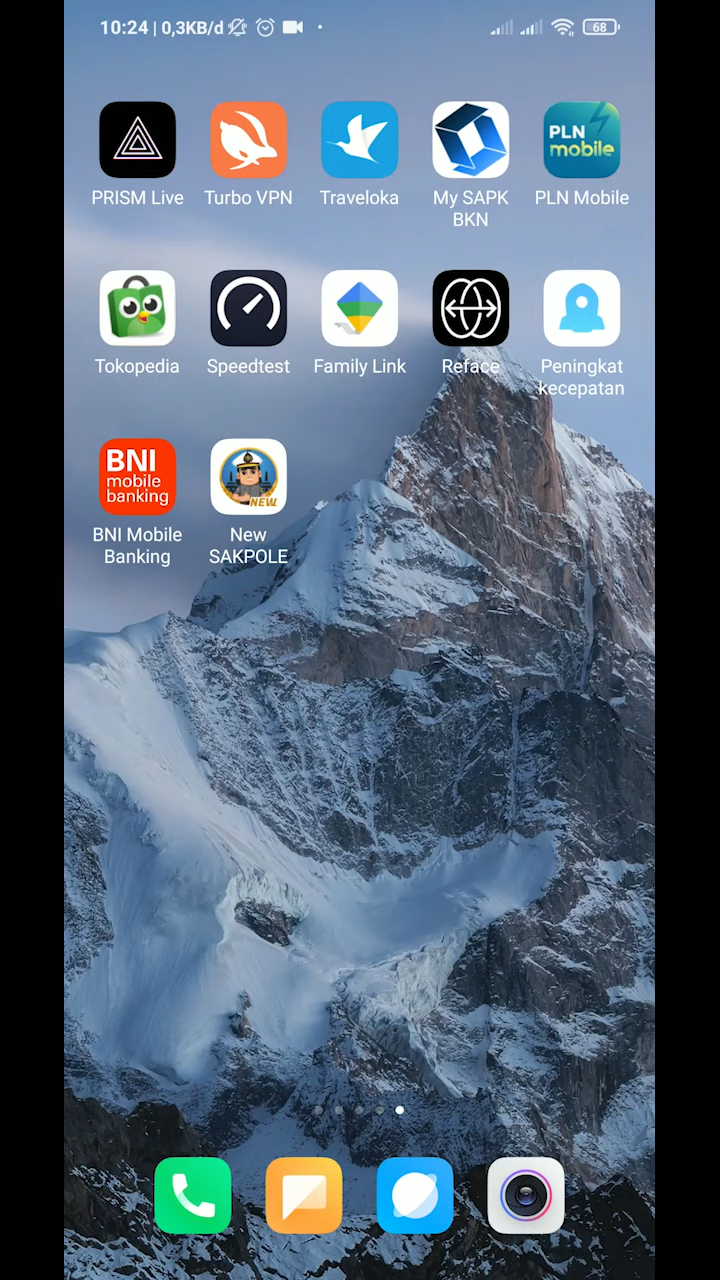 10:24 | 0,3KB/d 68
PLN
mobile
PRISM Live Turbo VPN Traveloka My SAPK PLN Mobile
BKN
Tokopedia Speedtest Family Link Reface Peningkat
kecepatan
BNI
mobile
banking
NEW
BNI Mobile New
Banking SAKPOLE